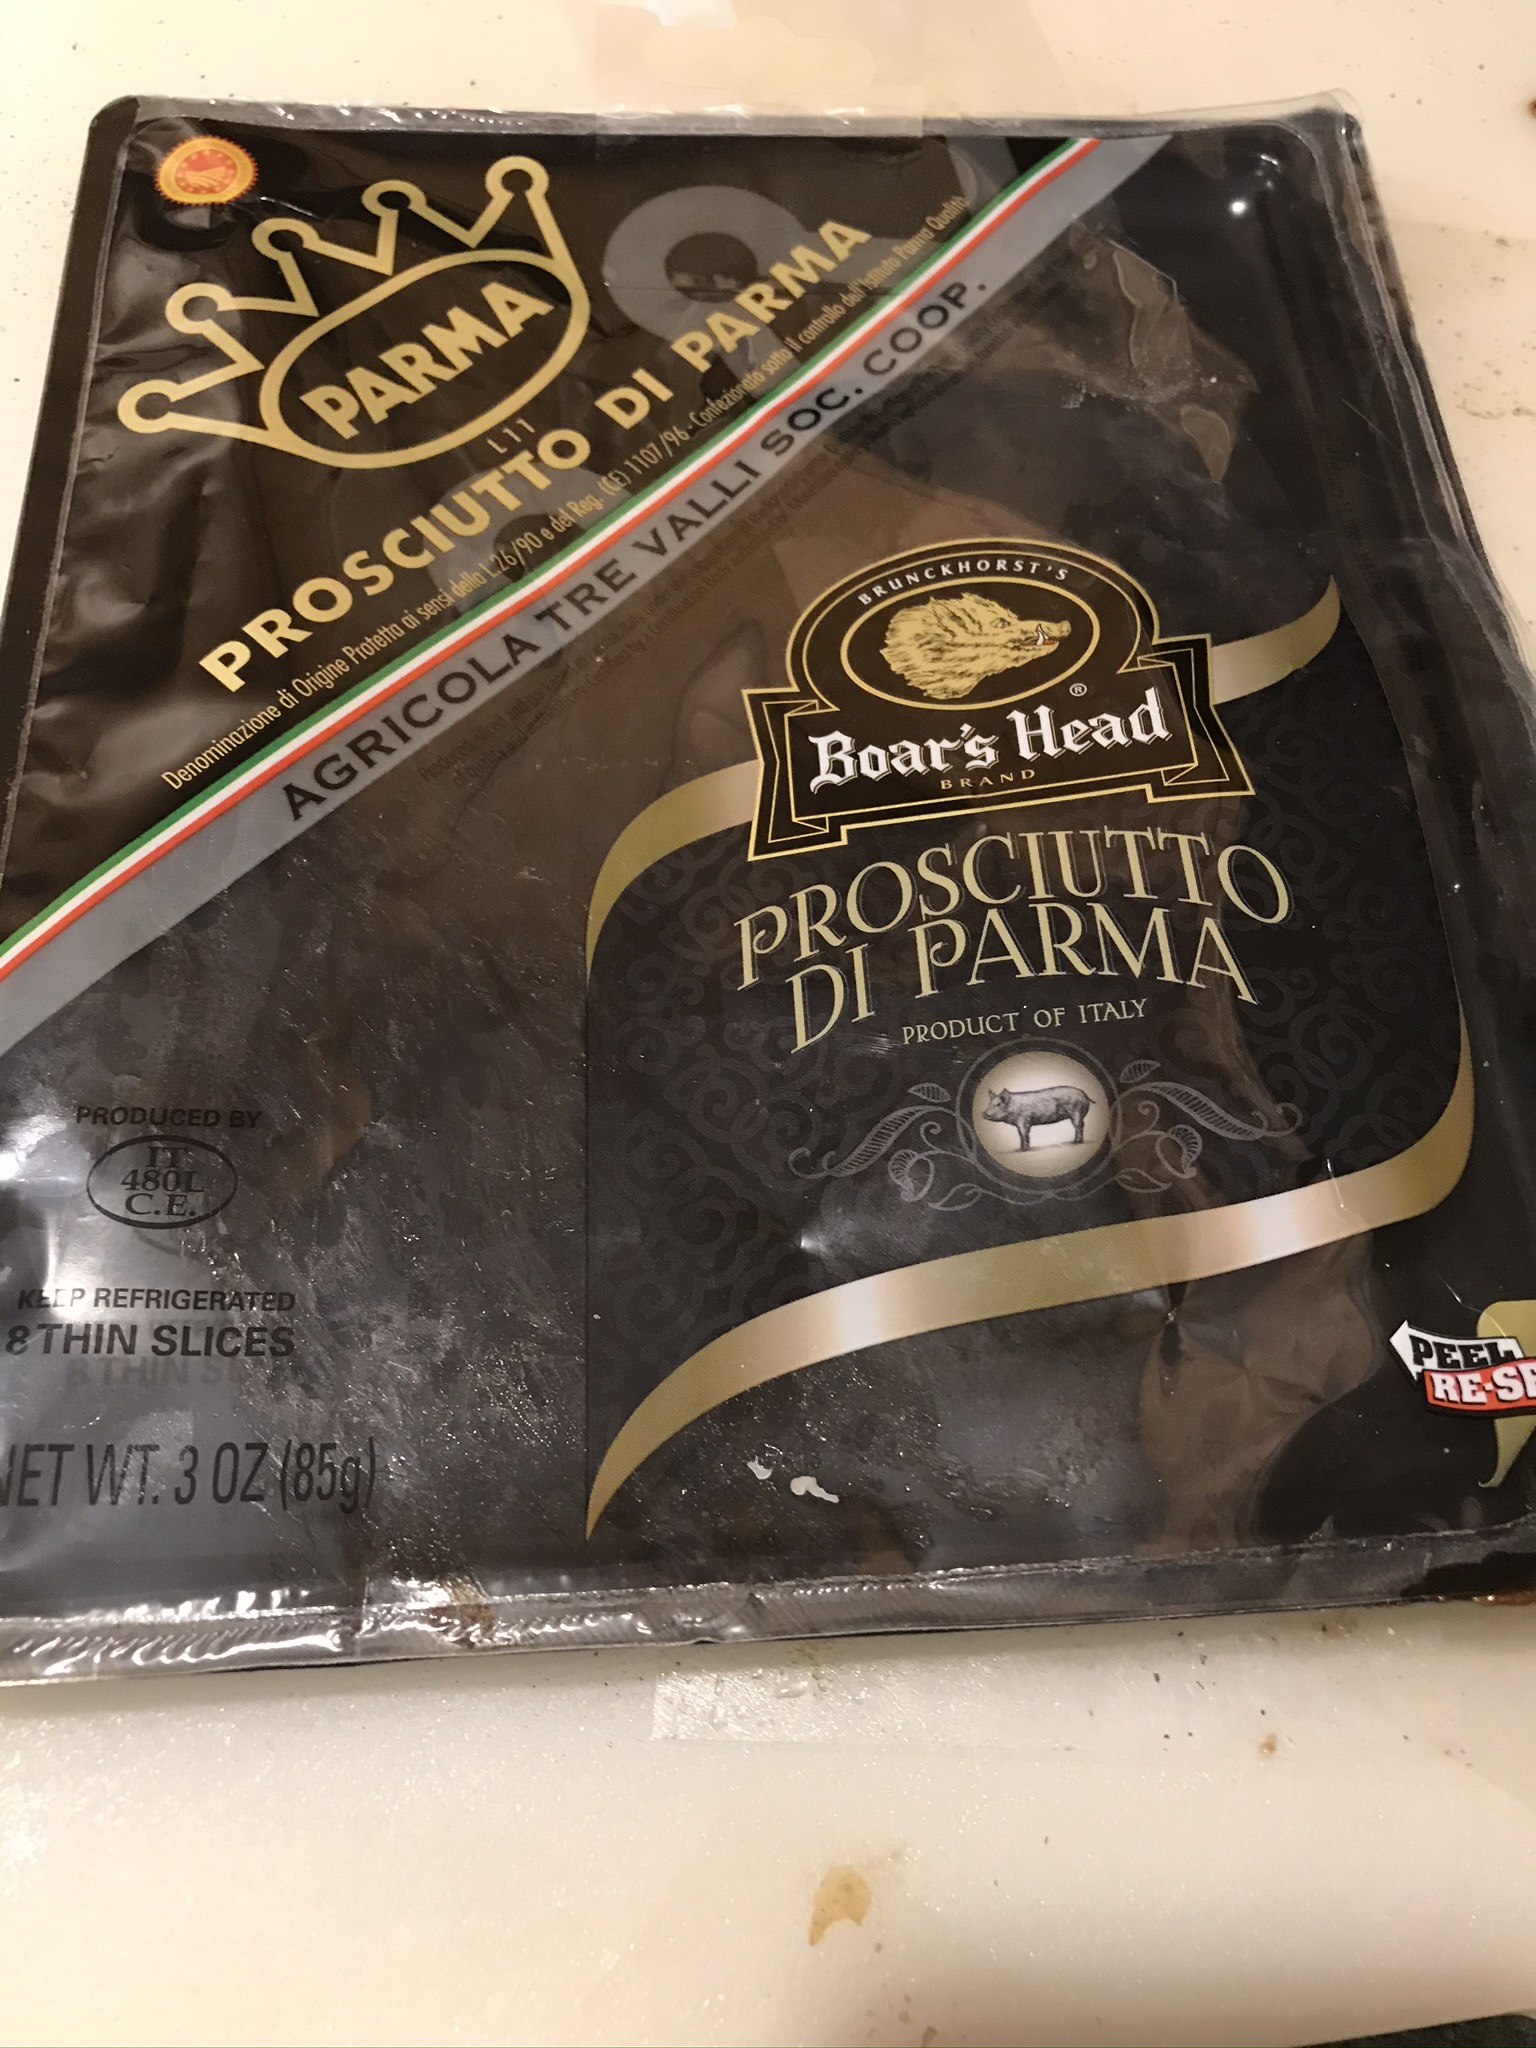 PARMA
L11
PROSCIUTTO DI PARMA
Denominazione di Origine Protetta ai sensi della L.26/90 e del Reg. (CE) 1107/96 - Confezionato sotto il controllo dell'Istituto Parma Qualità
AGRICOLA TRE VALLI SOC. COOP.
BRUNCKHORST'S
Boar's Head®
BRAND
PROSCIUTTO
DI PARMA
PRODUCT OF ITALY
PRODUCED BY
IT
480L
C.E.
KEEP REFRIGERATED
8 THIN SLICES
NET WT. 3 OZ (85g)
PEEL